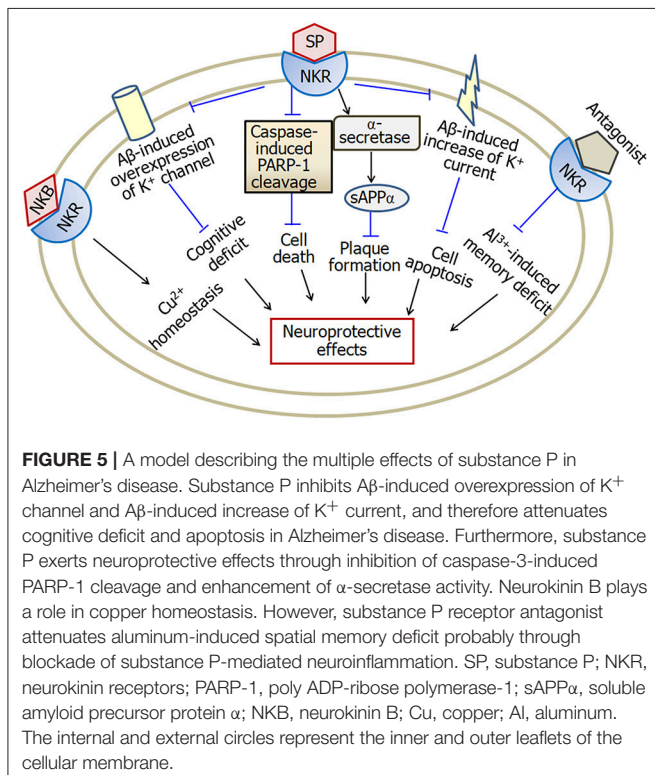 SP
NKR
Aβ-induced
overexpression
of K+ channel
Caspase-
induced
PARP-1
cleavage
α-
secretase
Aβ-induced
increase of K+
current
Antagonist
NKR
NKB
NKR
sAPPα
Cognitive
deficit
Cell
death
Plaque
formation
Cell
apoptosis
Al3+-induced
memory deficit
Cu2+
homeostasis
Neuroprotective
effects
FIGURE 5 | A model describing the multiple effects of substance P in
Alzheimer's disease. Substance P inhibits Aβ-induced overexpression of K+
channel and Aβ-induced increase of K+ current, and therefore attenuates
cognitive deficit and apoptosis in Alzheimer's disease. Furthermore, substance
P exerts neuroprotective effects through inhibition of caspase-3-induced
PARP-1 cleavage and enhancement of α-secretase activity. Neurokinin B plays
a role in copper homeostasis. However, substance P receptor antagonist
attenuates aluminum-induced spatial memory deficit probably through
blockade of substance P-mediated neuroinflammation. SP, substance P; NKR,
neurokinin receptors; PARP-1, poly ADP-ribose polymerase-1; sAPPα, soluble
amyloid precursor protein α; NKB, neurokinin B; Cu, copper; Al, aluminum.
The internal and external circles represent the inner and outer leaflets of the
cellular membrane.